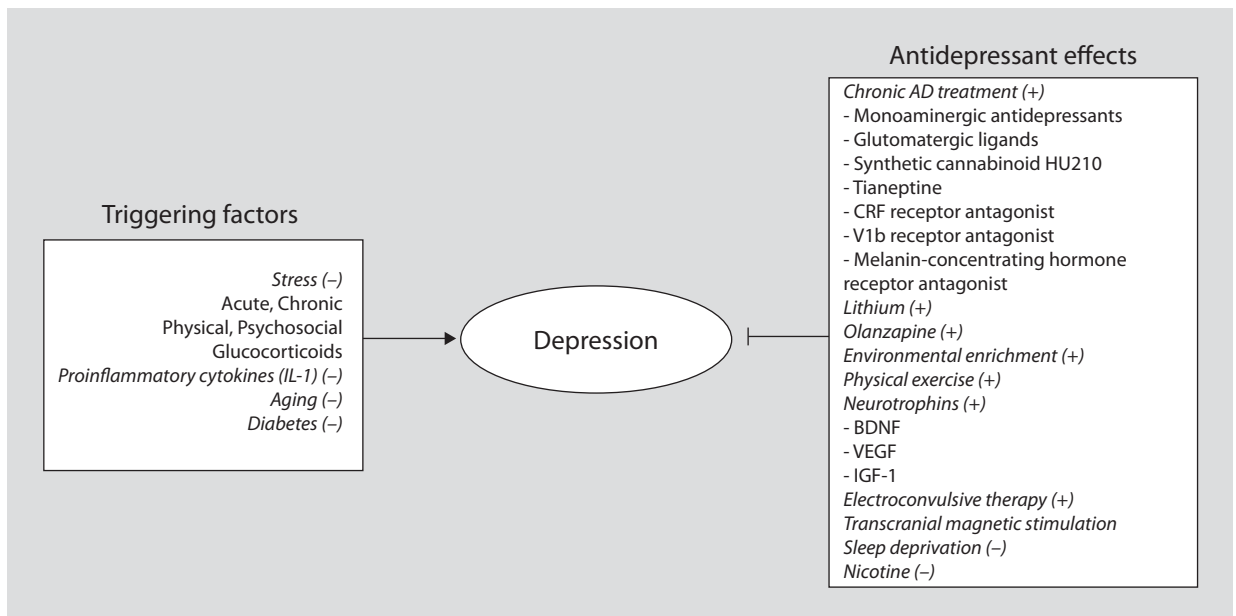 Triggering factors
Stress (–)
Acute, Chronic
Physical, Psychosocial
Glucocorticoids
Proinflammatory cytokines (IL-1) (–)
Aging (–)
Diabetes (–)
Depression
Antidepressant effects
Chronic AD treatment (+)
- Monoaminergic antidepressants
- Glutomatergic ligands
- Synthetic cannabinoid HU210
- Tianeptine
- CRF receptor antagonist
- V1b receptor antagonist
- Melanin-concentrating hormone
receptor antagonist
Lithium (+)
Olanzapine (+)
Environmental enrichment (+)
Physical exercise (+)
Neurotrophins (+)
- BDNF
- VEGF
- IGF-1
Electroconvulsive therapy (+)
Transcranial magnetic stimulation
Sleep deprivation (–)
Nicotine (–)